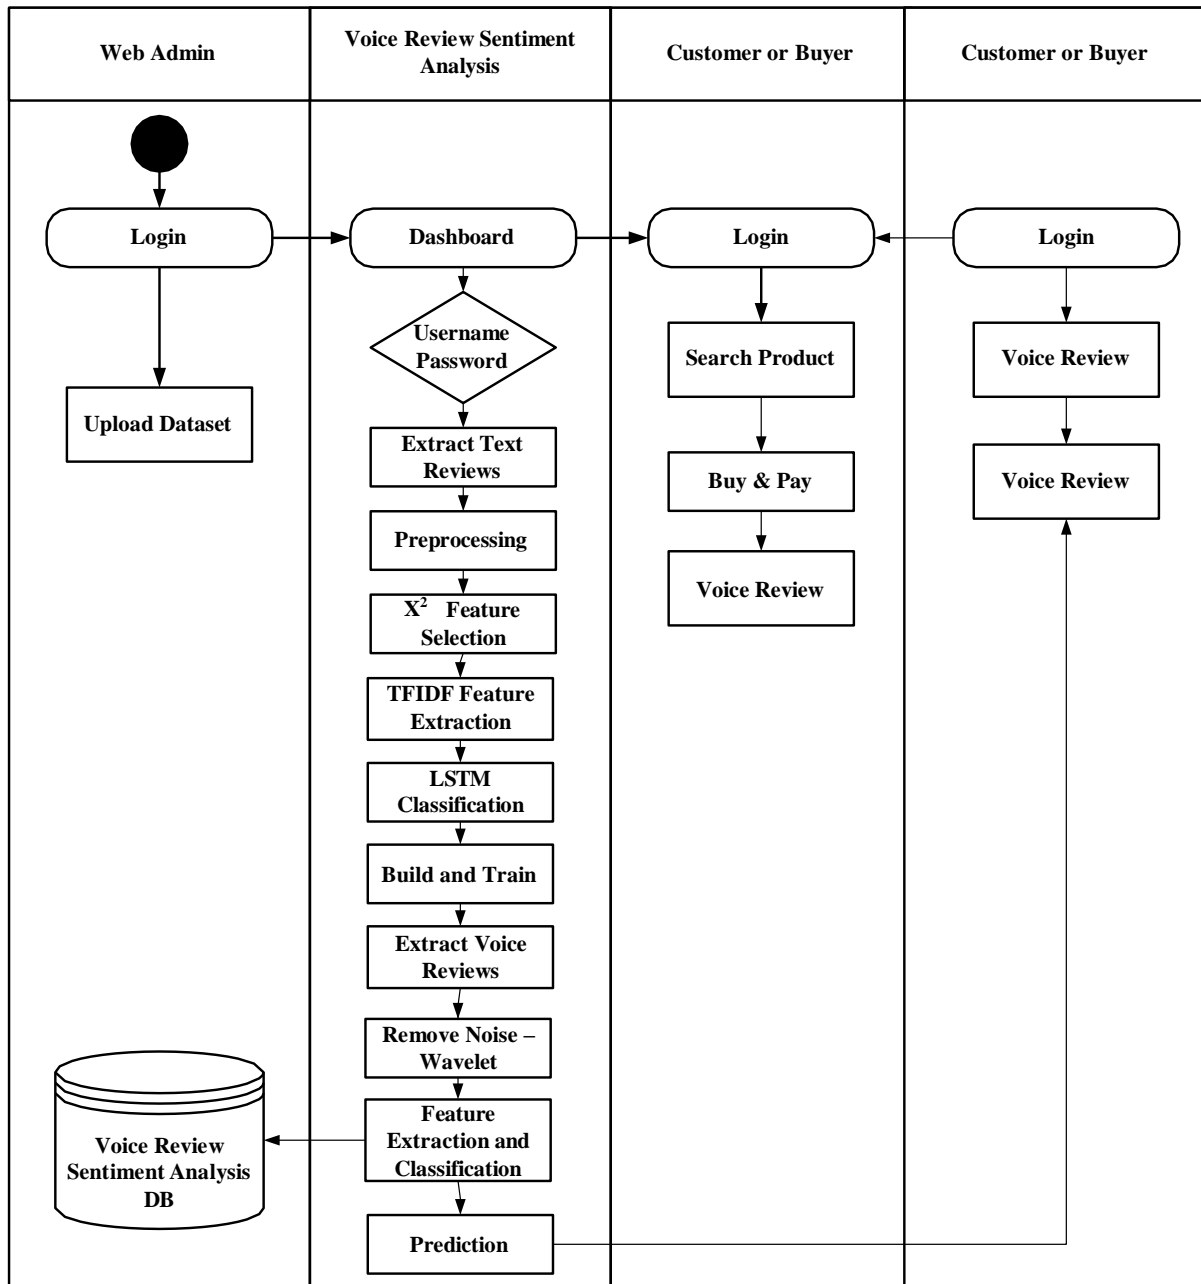 Web Admin
Voice Review Sentiment
Analysis
Customer or Buyer
Customer or Buyer
Login
Dashboard
Login
Login
Upload Dataset
Username
Password
Extract Text
Reviews
Preprocessing
X² Feature
Selection
TFIDF Feature
Extraction
LSTM
Classification
Build and Train
Extract Voice
Reviews
Remove Noise –
Wavelet
Feature
Extraction and
Classification
Prediction
Voice Review
Sentiment Analysis
DB
Search Product
Buy & Pay
Voice Review
Voice Review
Voice Review